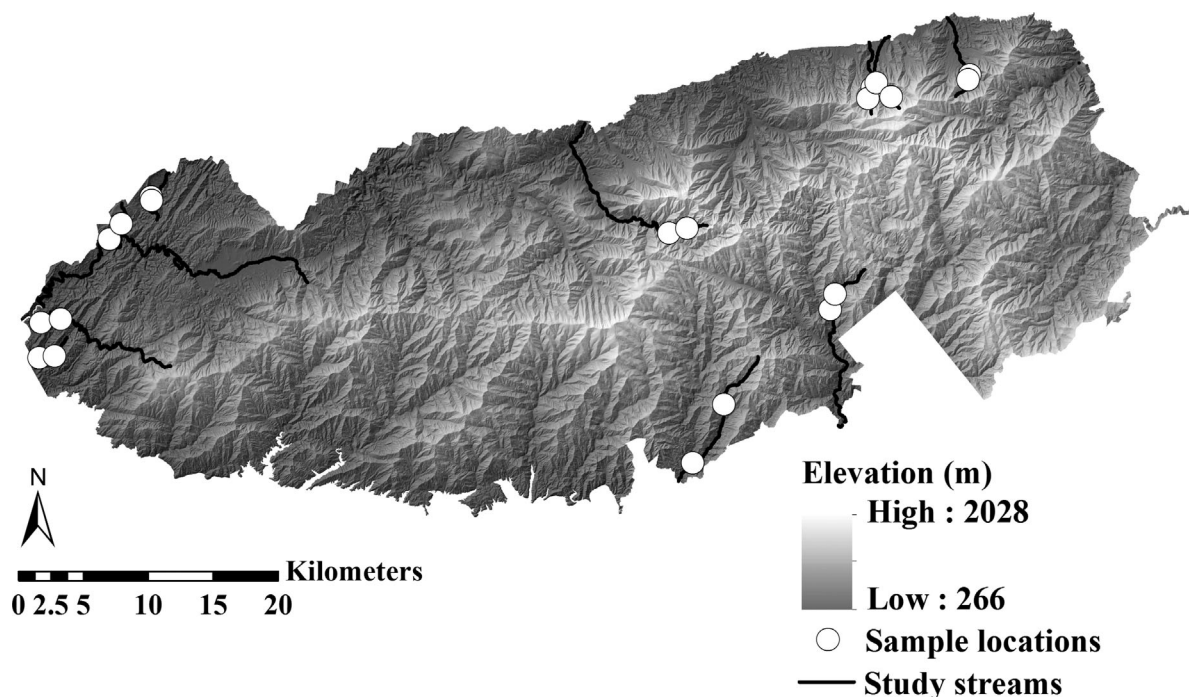 N
Kilometers
0 2.5 5 10 15 20
Elevation (m)
High : 2028
Low : 266
Sample locations
Study streams